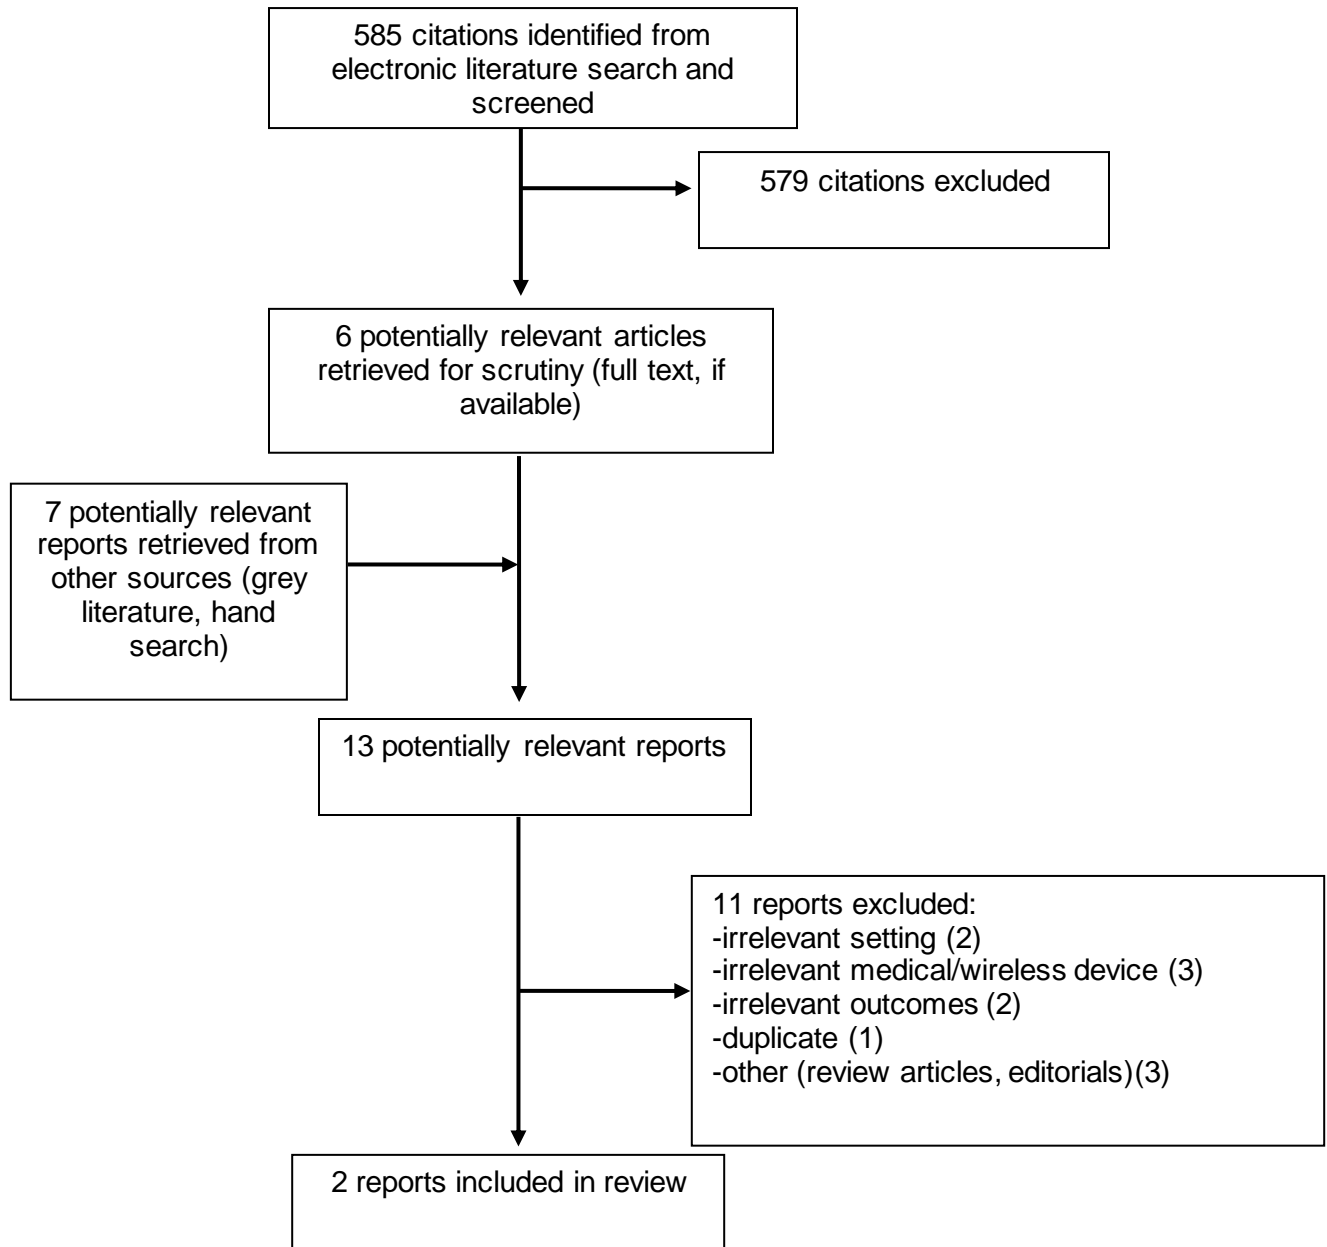 585 citations identified from
electronic literature search and
screened
579 citations excluded
6 potentially relevant articles
retrieved for scrutiny (full text, if
available)
7 potentially relevant
reports retrieved from
other sources (grey
literature, hand
search)
13 potentially relevant reports
11 reports excluded:
-irrelevant setting (2)
-irrelevant medical/wireless device (3)
-irrelevant outcomes (2)
-duplicate (1)
-other (review articles, editorials)(3)
2 reports included in review